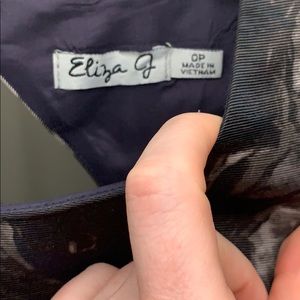 Eliza J
0P
MADE IN
VIETNAM